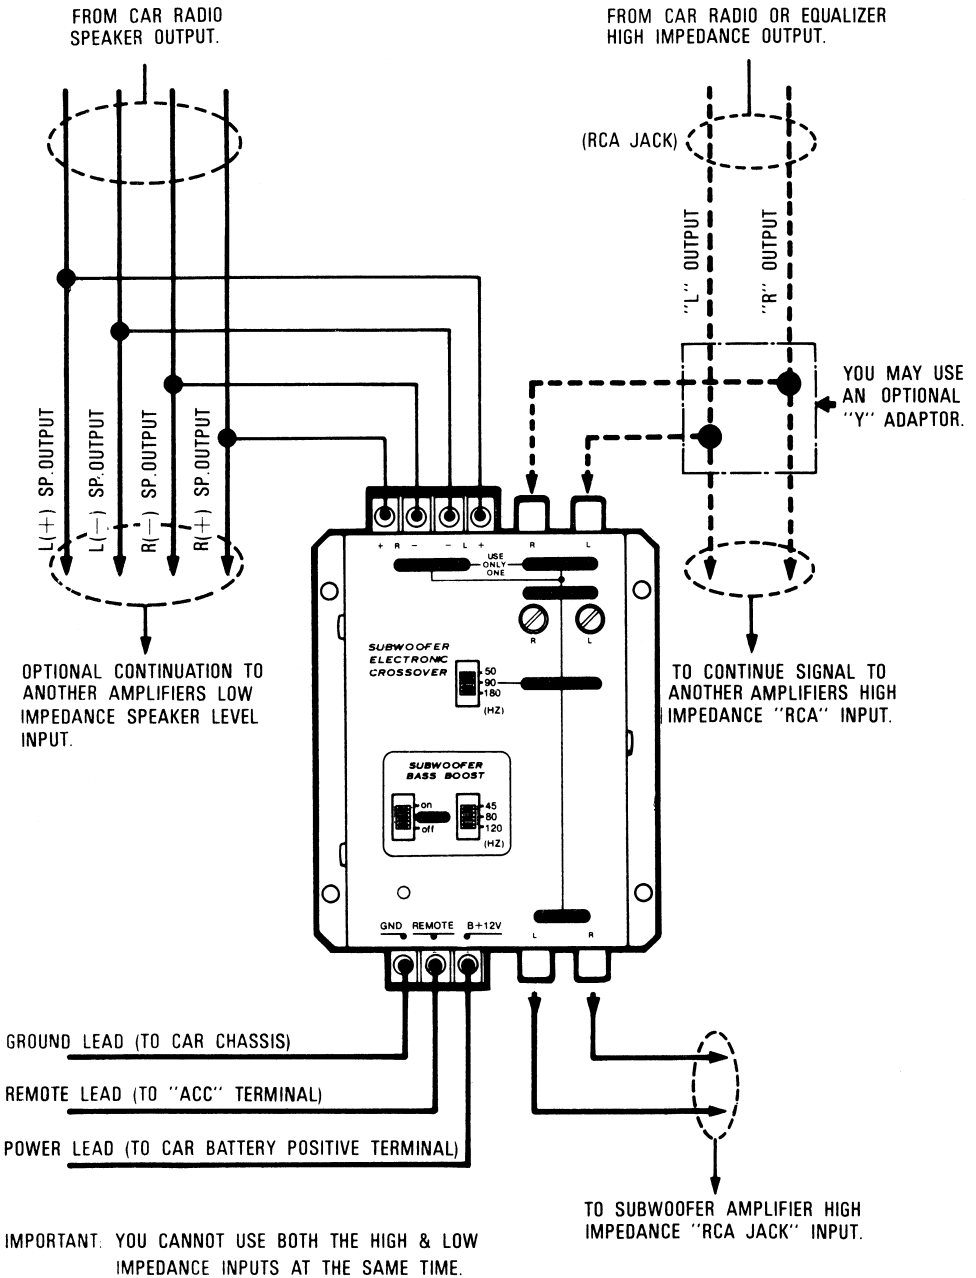 FROM CAR RADIO
SPEAKER OUTPUT.
FROM CAR RADIO OR EQUALIZER
HIGH IMPEDANCE OUTPUT.
(RCA JACK)
"L" OUTPUT
"R" OUTPUT
YOU MAY USE
AN OPTIONAL
"Y" ADAPTOR.
L(+) SP.OUTPUT
L(−) SP.OUTPUT
R(−) SP.OUTPUT
R(+) SP.OUTPUT
+ R − − L +
R L
USE
ONLY
ONE
R L
SUBWOOFER
ELECTRONIC
CROSSOVER
50
90
180
(HZ)
OPTIONAL CONTINUATION TO
ANOTHER AMPLIFIERS LOW
IMPEDANCE SPEAKER LEVEL
INPUT.
TO CONTINUE SIGNAL TO
ANOTHER AMPLIFIERS HIGH
IMPEDANCE "RCA" INPUT.
SUBWOOFER
BASS BOOST
on
off
45
80
120
(HZ)
GND REMOTE B+12V
L R
GROUND LEAD (TO CAR CHASSIS)
REMOTE LEAD (TO "ACC" TERMINAL)
POWER LEAD (TO CAR BATTERY POSITIVE TERMINAL)
TO SUBWOOFER AMPLIFIER HIGH
IMPEDANCE "RCA JACK" INPUT.
IMPORTANT: YOU CANNOT USE BOTH THE HIGH & LOW
IMPEDANCE INPUTS AT THE SAME TIME.